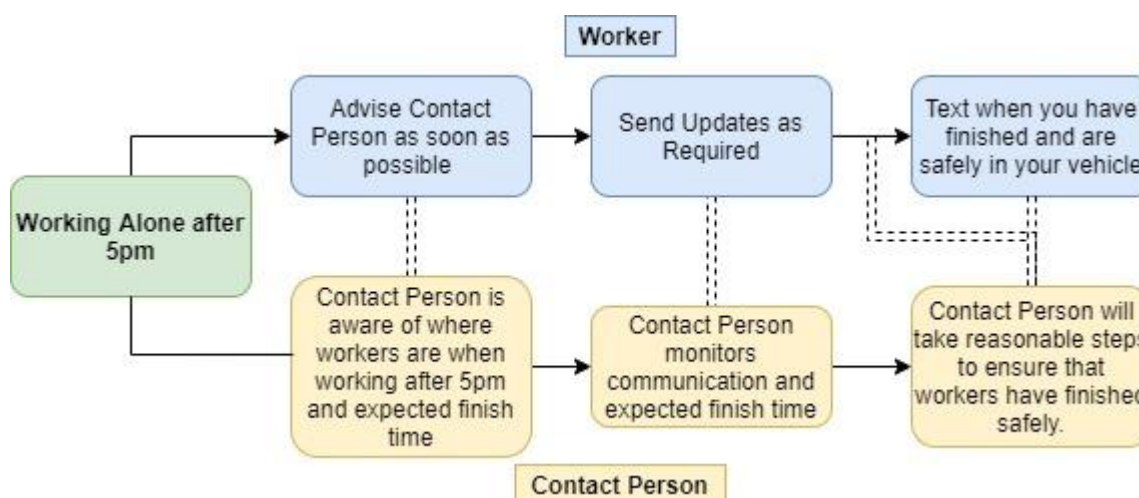 Worker
Advise Contact
Person as soon as
possible
Send Updates as
Required
Text when you have
finished and are
safely in your vehicle
Working Alone after
5pm
Contact Person is
aware of where
workers are when
working after 5pm
and expected finish
time
Contact Person
monitors
communication and
expected finish time
Contact Person will
take reasonable steps
to ensure that
workers have finished
safely.
Contact Person